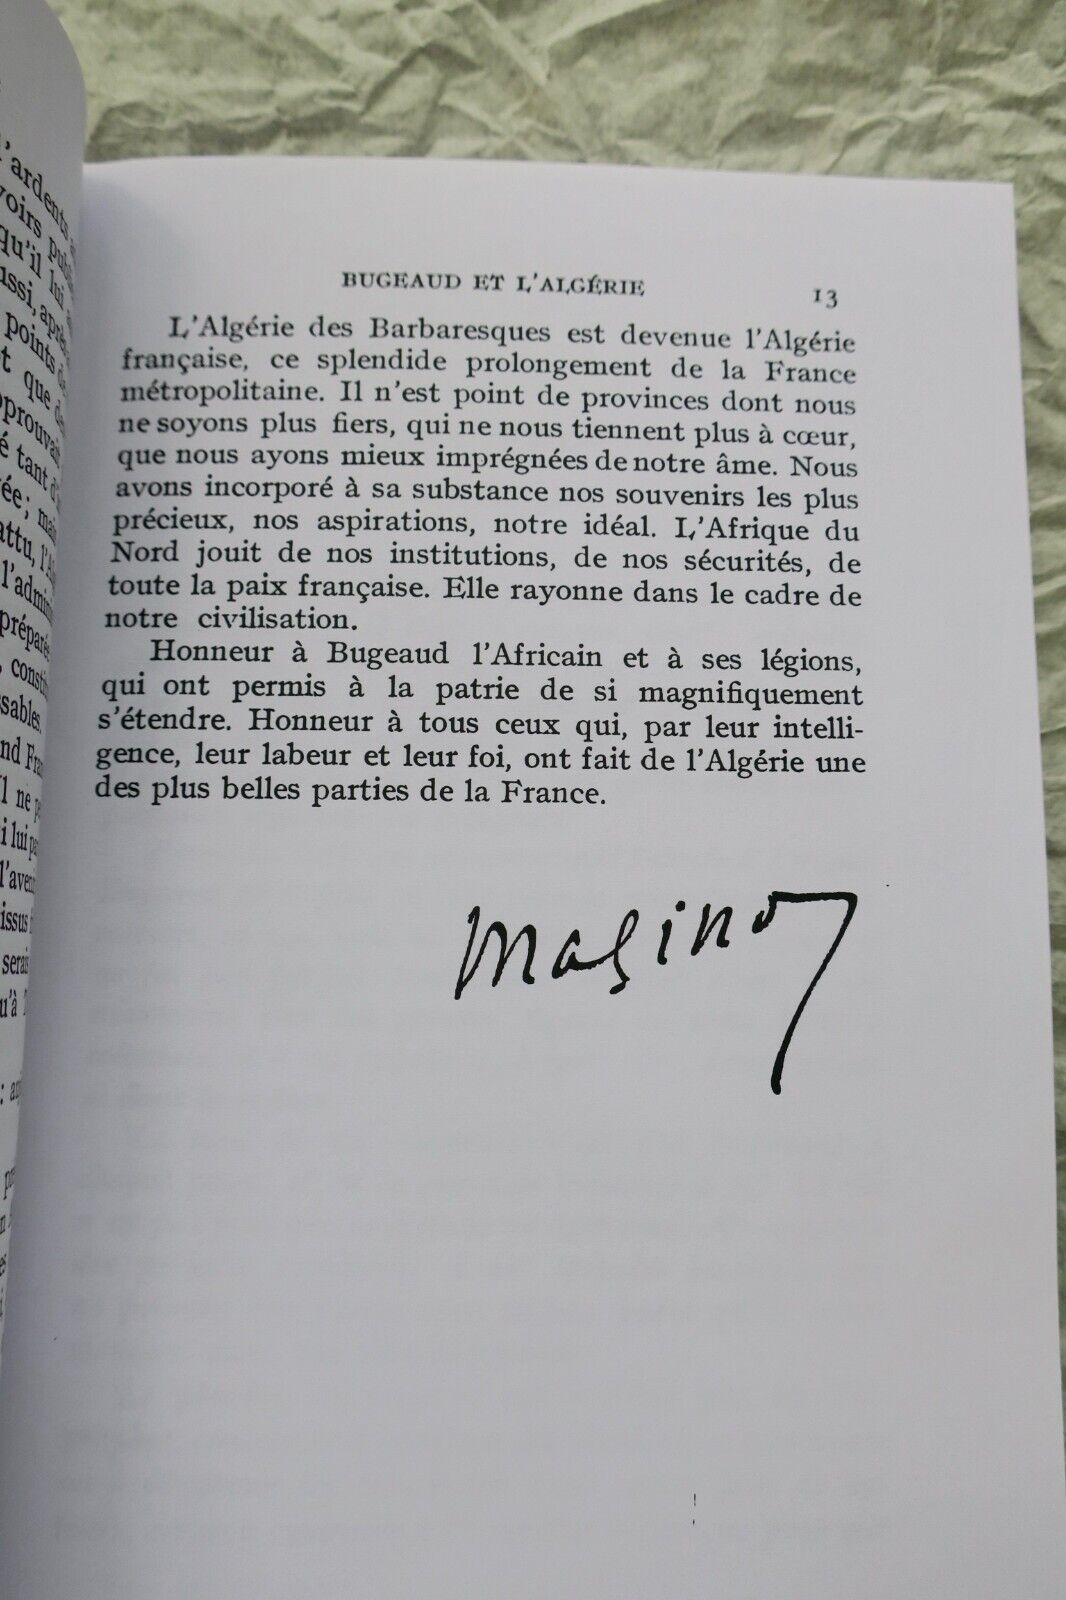 BUGEAUD ET L'ALGÉRIE 13
L'Algérie des Barbaresques est devenue l'Algérie
française, ce splendide prolongement de la France
métropolitaine. Il n'est point de provinces dont nous
ne soyons plus fiers, qui ne nous tiennent plus à cœur,
que nous ayons mieux imprégnées de notre âme. Nous
avons incorporé à sa substance nos souvenirs les plus
précieux, nos aspirations, notre idéal. L'Afrique du
Nord jouit de nos institutions, de nos sécurités, de
toute la paix française. Elle rayonne dans le cadre de
notre civilisation.
Honneur à Bugeaud l'Africain et à ses légions,
qui ont permis à la patrie de si magnifiquement
s'étendre. Honneur à tous ceux qui, par leur intelli-
gence, leur labeur et leur foi, ont fait de l'Algérie une
des plus belles parties de la France.
Maginot